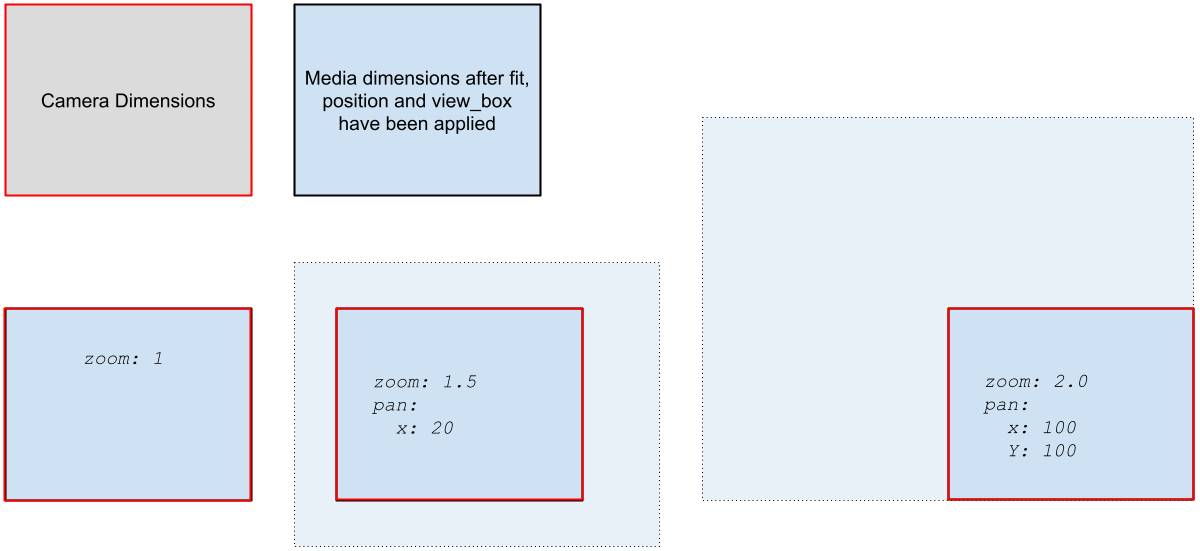 Camera Dimensions
Media dimensions after fit,
position and view_box
have been applied
zoom: 1
zoom: 1.5
pan:
  x: 20
zoom: 2.0
pan:
  x: 100
  Y: 100